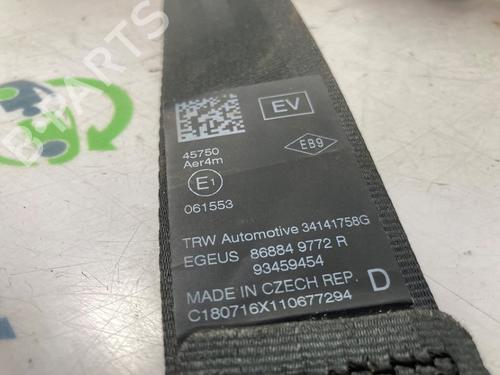 B-PARTS
EV
45750
Aer4m
EB9
E1
061553
TRW Automotive 34141758G
EGEUS 86884 9772 R
93459454
MADE IN CZECH REP. D
C180716X110677294